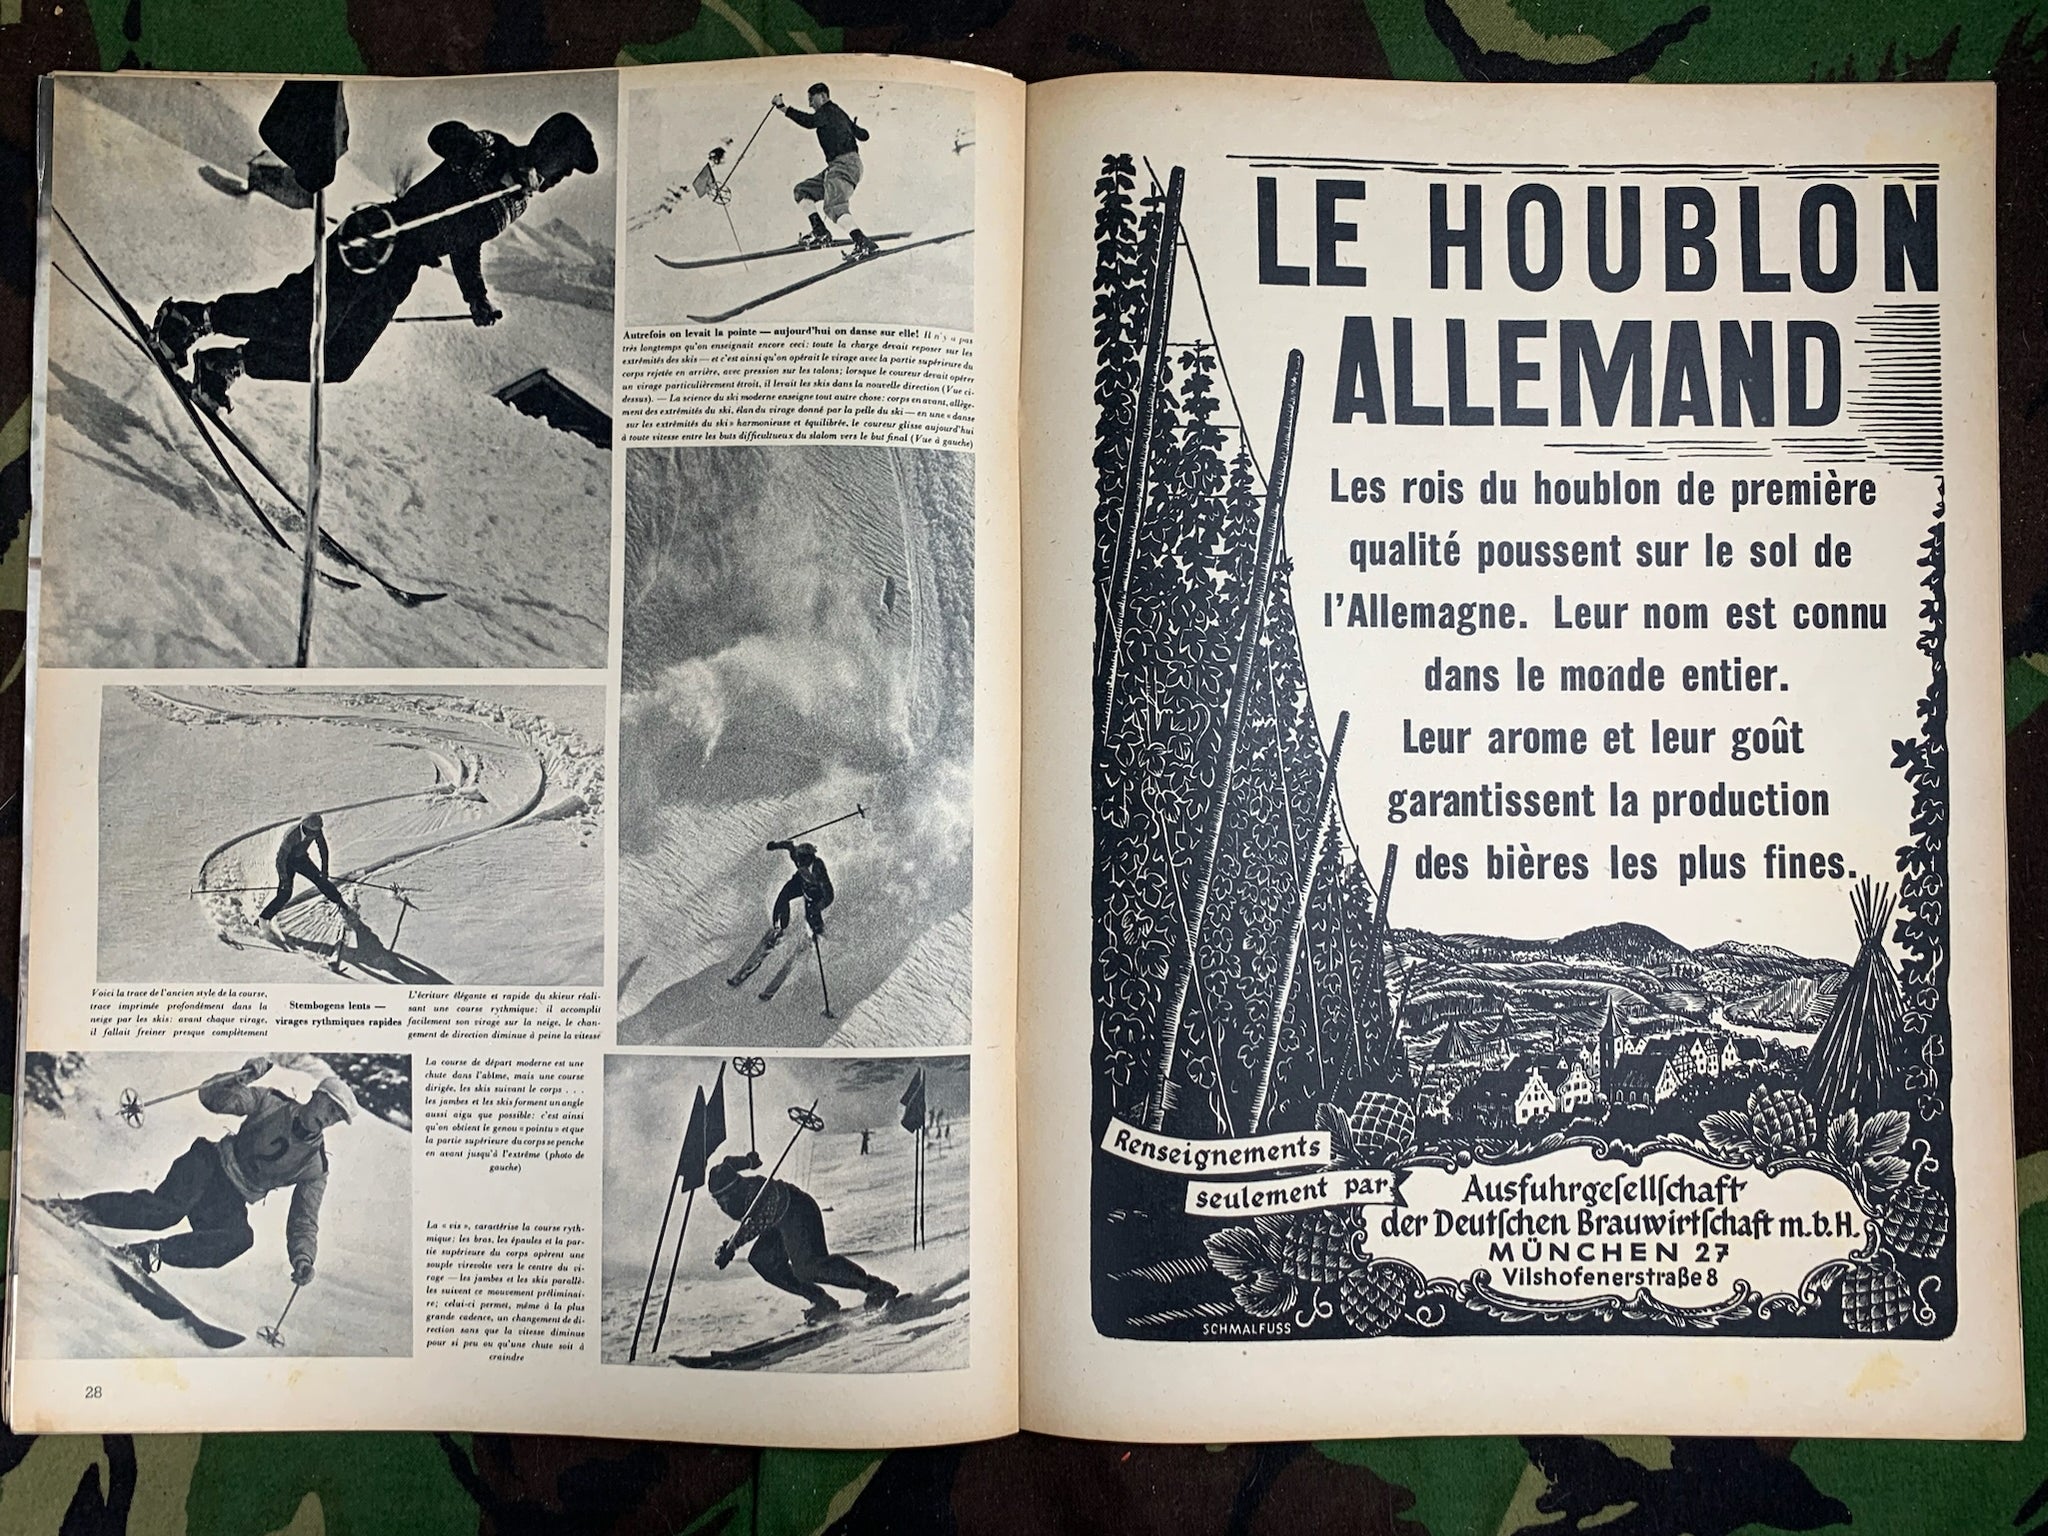 Autrefois on levait la pointe — aujourd'hui on danse sur elle! Il n'y a pas
très longtemps qu'on enseignait encore ceci: toute la charge devait reposer sur les
extrémités des skis — et c'est ainsi qu'on opérait le virage avec la partie supérieure du
corps rejetée en arrière, avec pression sur les talons; lorsque le coureur devait opérer
un virage particulièrement étroit, il levait les skis dans la nouvelle direction (Vue ci-
dessus). — La science du ski moderne enseigne tout autre chose: corps en avant, allège-
ment des extrémités du ski, élan du virage donné par la pelle du ski — en une « danse
sur les extrémités du ski » harmonieuse et équilibrée, le coureur glisse aujourd'hui
à toute vitesse entre les buts difficultueux du slalom vers le but final (Vue à gauche)
Voici la trace de l'ancien style de la course,
trace imprimée profondément dans la
neige par les skis: avant chaque virage,
il fallait freiner presque complètement
Stembogens lents —
virages rythmiques rapides
L'écriture élégante et rapide du skieur réali-
sant une course rythmique: il accomplit
facilement son virage sur la neige, le chan-
gement de direction diminue à peine la vitesse
2
La course de départ moderne est une
chute dans l'abîme, mais une course
dirigée, les skis suivant le corps . . .
les jambes et les skis forment un angle
aussi aigu que possible: c'est ainsi
qu'on obtient le genou « pointu » et que
la partie supérieure du corps se penche
en avant jusqu'à l'extrême (photo de
gauche)
La « vis », caractérise la course ryth-
mique: les bras, les épaules et la par-
tie supérieure du corps opèrent une
souple virevolte vers le centre du vi-
rage — les jambes et les skis parallè-
les suivent ce mouvement préliminai-
re; celui-ci permet, même à la plus
grande cadence, un changement de di-
rection sans que la vitesse diminue
pour si peu ou qu'une chute soit à
craindre
28
LE HOUBLON
ALLEMAND
Les rois du houblon de première
qualité poussent sur le sol de
l'Allemagne. Leur nom est connu
dans le monde entier.
Leur arome et leur goût
garantissent la production
des bières les plus fines.
Renseignements
seulement par
Ausfuhrgeſellſchaft
der Deutſchen Brauwirtſchaft m.b.H.
MÜNCHEN 27
Vilshofenerstraße 8
SCHMALFUSS